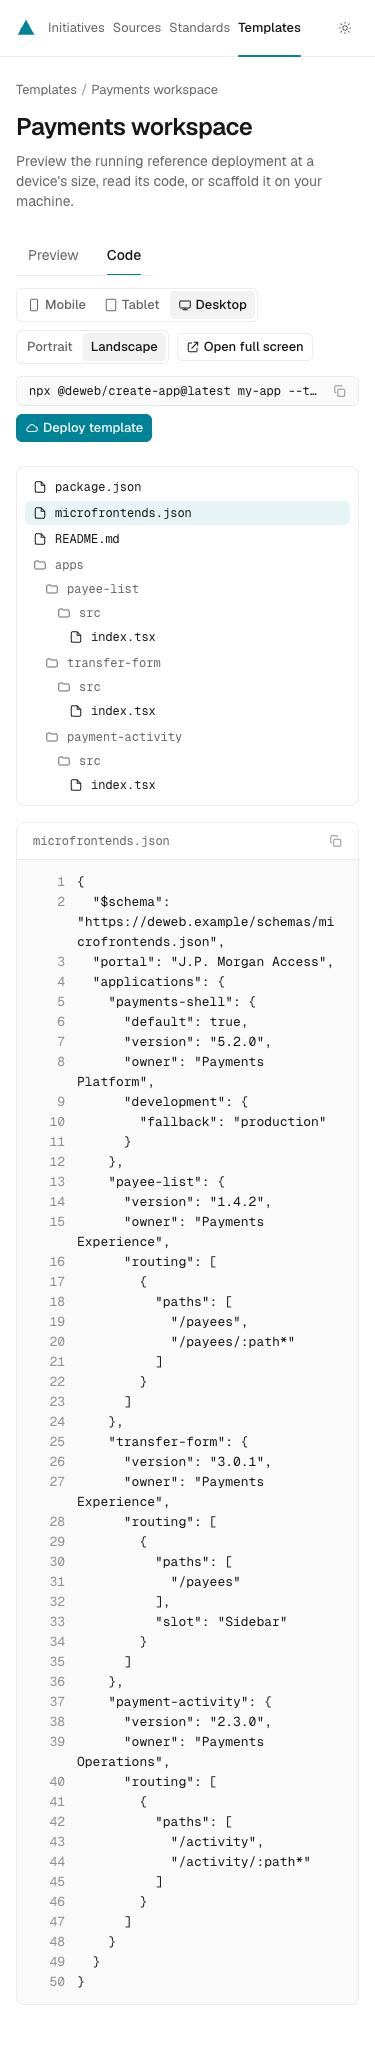 Initiatives Sources Standards Templates
Templates / Payments workspace
Payments workspace
Preview the running reference deployment at a
device's size, read its code, or scaffold it on your
machine.
Preview Code
Mobile Tablet Desktop
Portrait Landscape Open full screen
npx @deweb/create-app@latest my-app --t…
Deploy template
package.json
microfrontends.json
README.md
apps
payee-list
src
index.tsx
transfer-form
src
index.tsx
payment-activity
src
index.tsx
microfrontends.json
1 {
2 "$schema":
"https://deweb.example/schemas/mi
crofrontends.json",
3 "portal": "J.P. Morgan Access",
4 "applications": {
5 "payments-shell": {
6 "default": true,
7 "version": "5.2.0",
8 "owner": "Payments
Platform",
9 "development": {
10 "fallback": "production"
11 }
12 },
13 "payee-list": {
14 "version": "1.4.2",
15 "owner": "Payments
Experience",
16 "routing": [
17 {
18 "paths": [
19 "/payees",
20 "/payees/:path*"
21 ]
22 }
23 ]
24 },
25 "transfer-form": {
26 "version": "3.0.1",
27 "owner": "Payments
Experience",
28 "routing": [
29 {
30 "paths": [
31 "/payees"
32 ],
33 "slot": "Sidebar"
34 }
35 ]
36 },
37 "payment-activity": {
38 "version": "2.3.0",
39 "owner": "Payments
Operations",
40 "routing": [
41 {
42 "paths": [
43 "/activity",
44 "/activity/:path*"
45 ]
46 }
47 ]
48 }
49 }
50 }